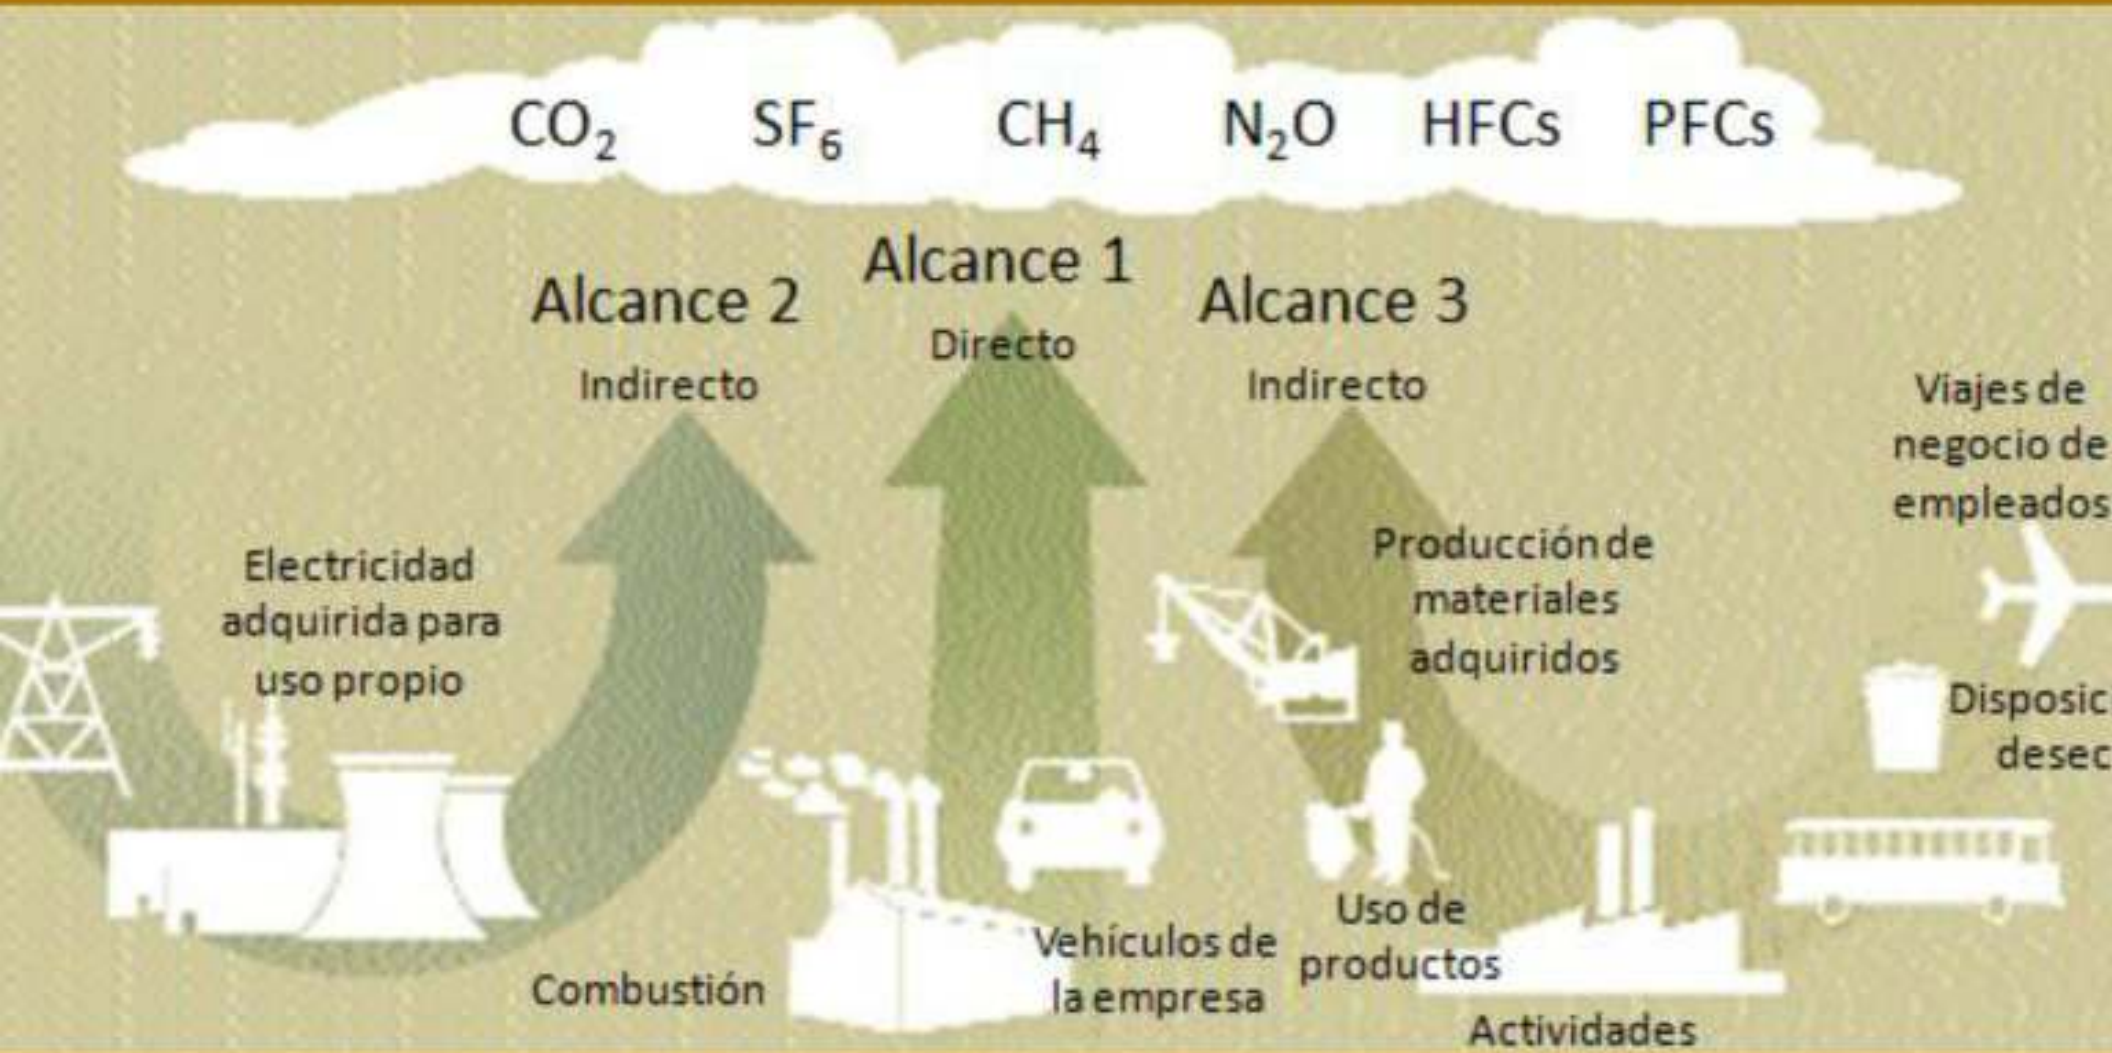 CO₂ SF₆ CH₄ N₂O HFCs PFCs
Alcance 2
Indirecto
Alcance 1
Directo
Alcance 3
Indirecto
Electricidad
adquirida para
uso propio
Combustión
Vehículos de
la empresa
Producción de
materiales
adquiridos
Uso de
productos
Actividades
Viajes de
negocio de
empleados
Disposic
desec